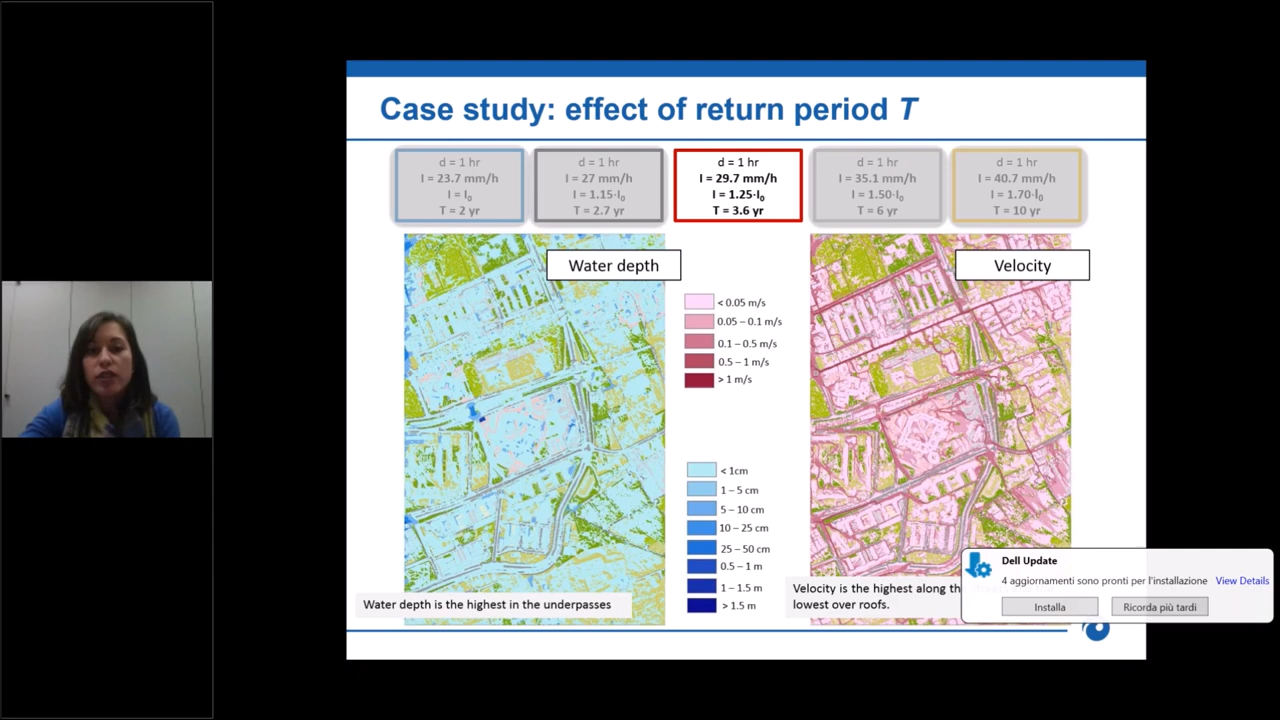 Case study: effect of return period T
d = 1 hr
I = 23.7 mm/h
I = I₀
T = 2 yr
d = 1 hr
I = 27 mm/h
I = 1.15·I₀
T = 2.7 yr
d = 1 hr
I = 29.7 mm/h
I = 1.25·I₀
T = 3.6 yr
d = 1 hr
I = 35.1 mm/h
I = 1.50·I₀
T = 6 yr
d = 1 hr
I = 40.7 mm/h
I = 1.70·I₀
T = 10 yr
Water depth
Velocity
< 0.05 m/s
0.05 – 0.1 m/s
0.1 – 0.5 m/s
0.5 – 1 m/s
> 1 m/s
< 1cm
1 – 5 cm
5 – 10 cm
10 – 25 cm
25 – 50 cm
0.5 – 1 m
1 – 1.5 m
> 1.5 m
Water depth is the highest in the underpasses
Velocity is the highest along th
lowest over roofs.
Dell Update
4 aggiornamenti sono pronti per l'installazione View Details
Installa
Ricorda più tardi